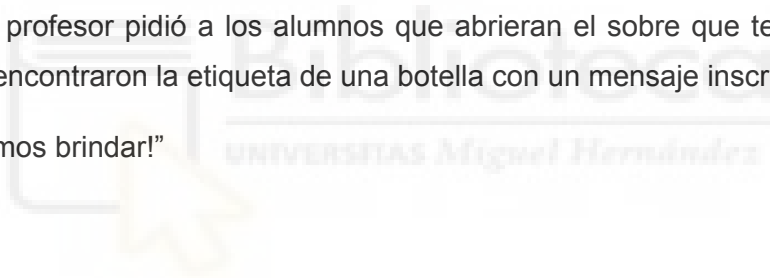 profesor pidió a los alumnos que abrieran el sobre que te
encontraron la etiqueta de una botella con un mensaje inscr
mos brindar!”
Biblioteca
UNIVERSITAS Miguel Hernández